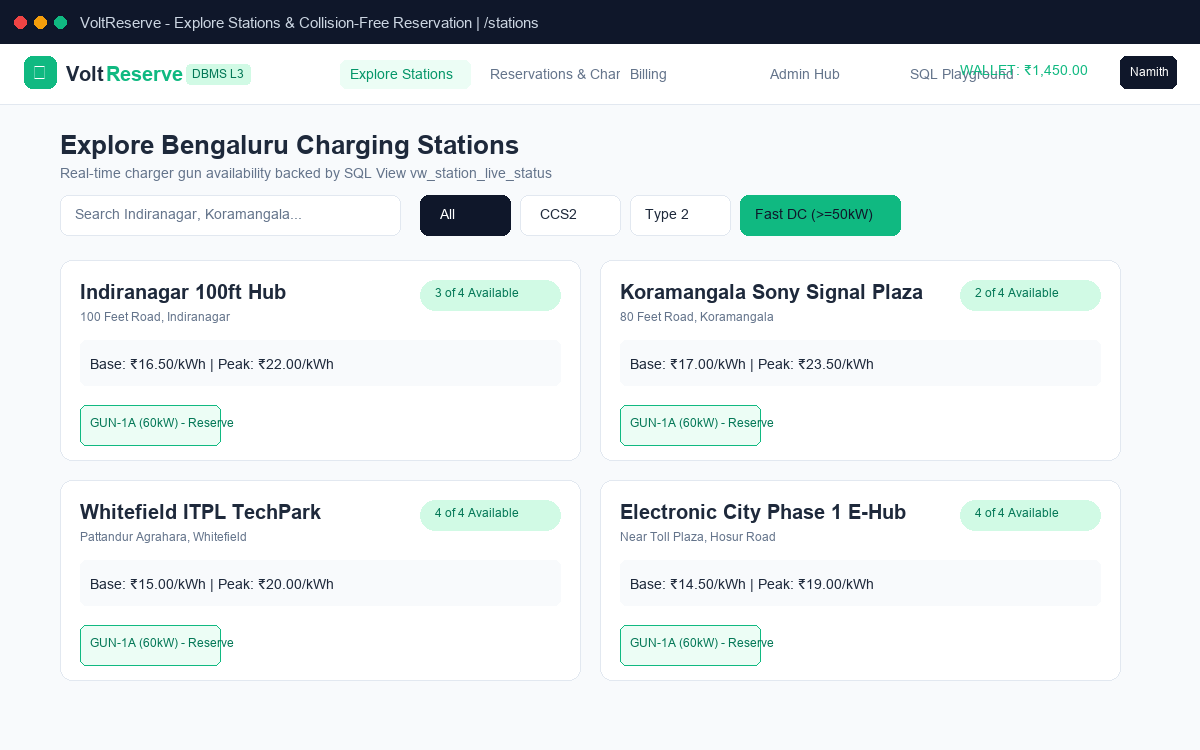 VoltReserve - Explore Stations & Collision-Free Reservation | /stations
VoltReserve DBMS L3 Explore Stations Reservations & Char Billing Admin Hub SQL Playground WALLET: ₹1,450.00 Namith
Explore Bengaluru Charging Stations
Real-time charger gun availability backed by SQL View vw_station_live_status
Search Indiranagar, Koramangala... All CCS2 Type 2 Fast DC (>=50kW)
Indiranagar 100ft Hub 3 of 4 Available
100 Feet Road, Indiranagar
Base: ₹16.50/kWh | Peak: ₹22.00/kWh
GUN-1A (60kW) - Reserve
Koramangala Sony Signal Plaza 2 of 4 Available
80 Feet Road, Koramangala
Base: ₹17.00/kWh | Peak: ₹23.50/kWh
GUN-1A (60kW) - Reserve
Whitefield ITPL TechPark 4 of 4 Available
Pattandur Agrahara, Whitefield
Base: ₹15.00/kWh | Peak: ₹20.00/kWh
GUN-1A (60kW) - Reserve
Electronic City Phase 1 E-Hub 4 of 4 Available
Near Toll Plaza, Hosur Road
Base: ₹14.50/kWh | Peak: ₹19.00/kWh
GUN-1A (60kW) - Reserve